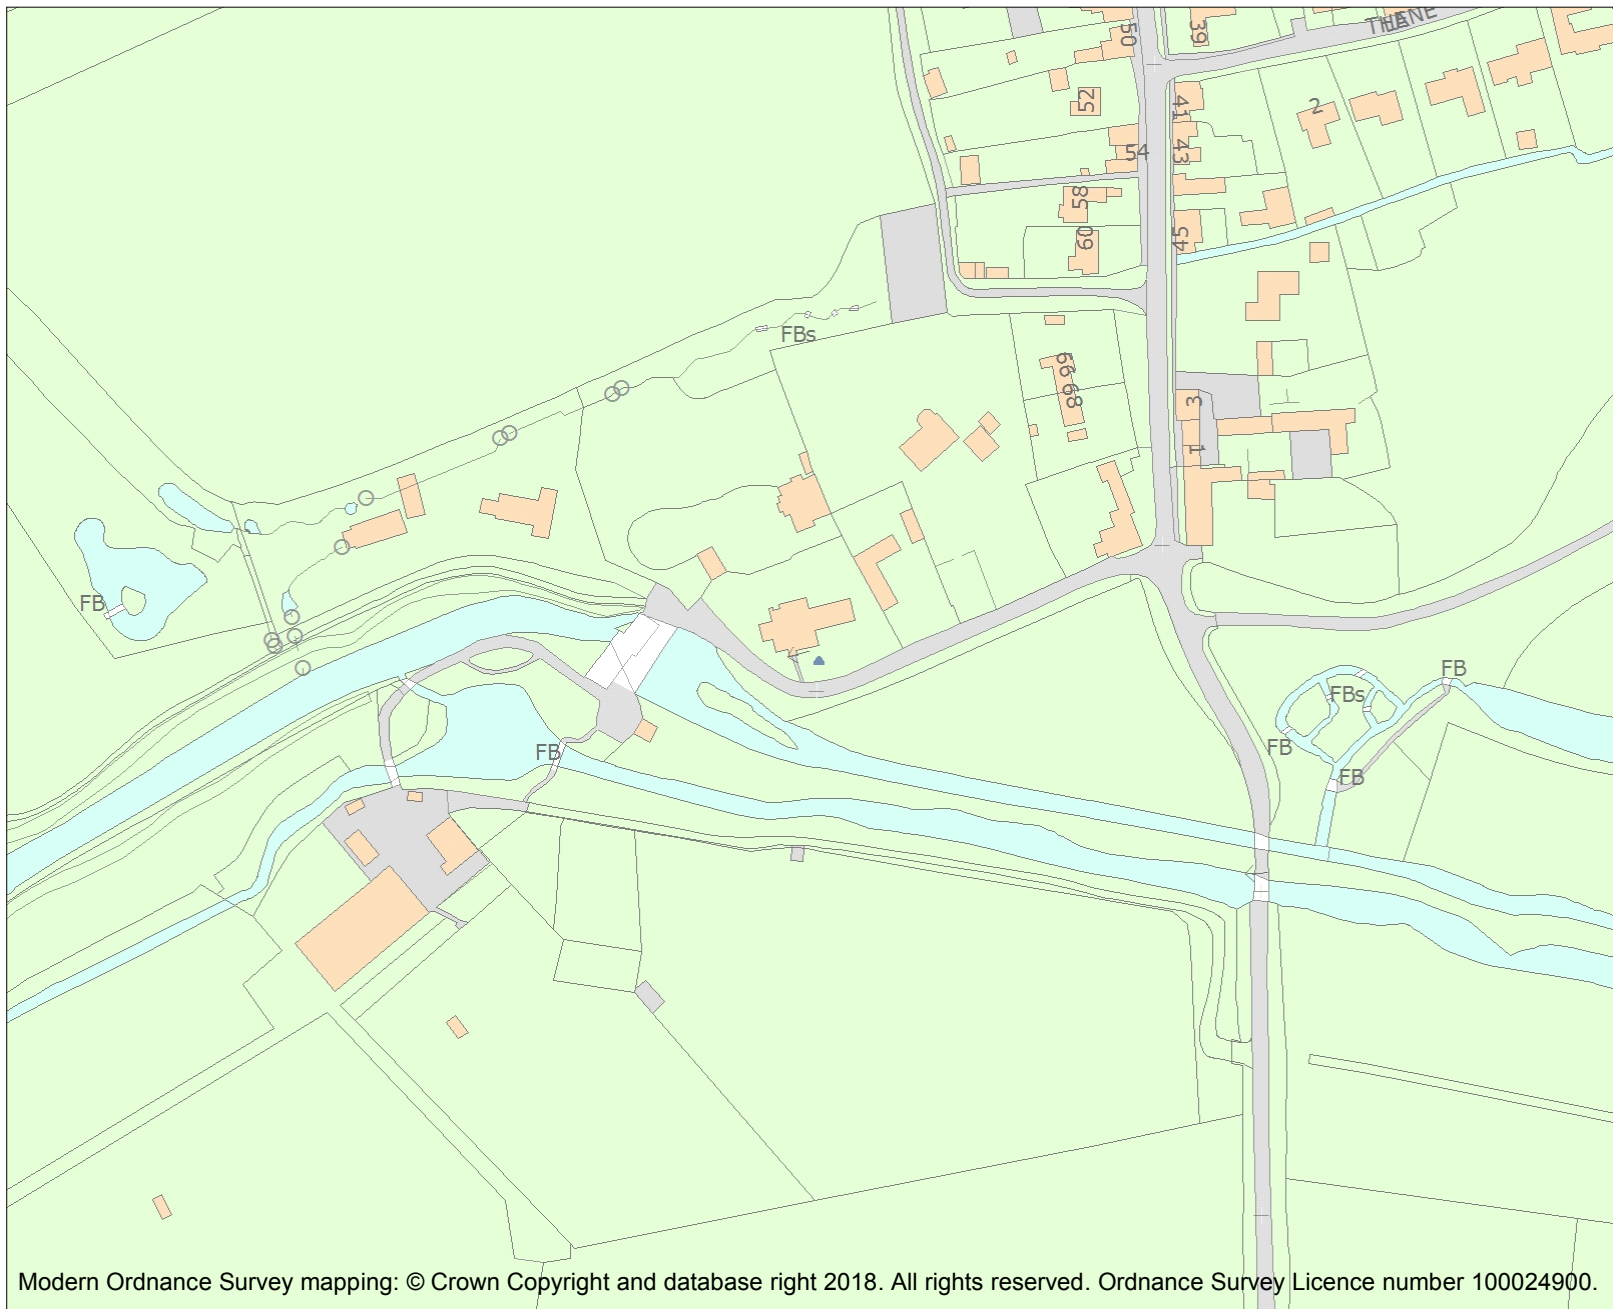 50
39
THE LANE
52
41
2
54
43
58
60
45
FBs
66
68
3
1
FB
FB
FBs
FB
FB
FB
Modern Ordnance Survey mapping: © Crown Copyright and database right 2018. All rights reserved. Ordnance Survey Licence number 100024900.